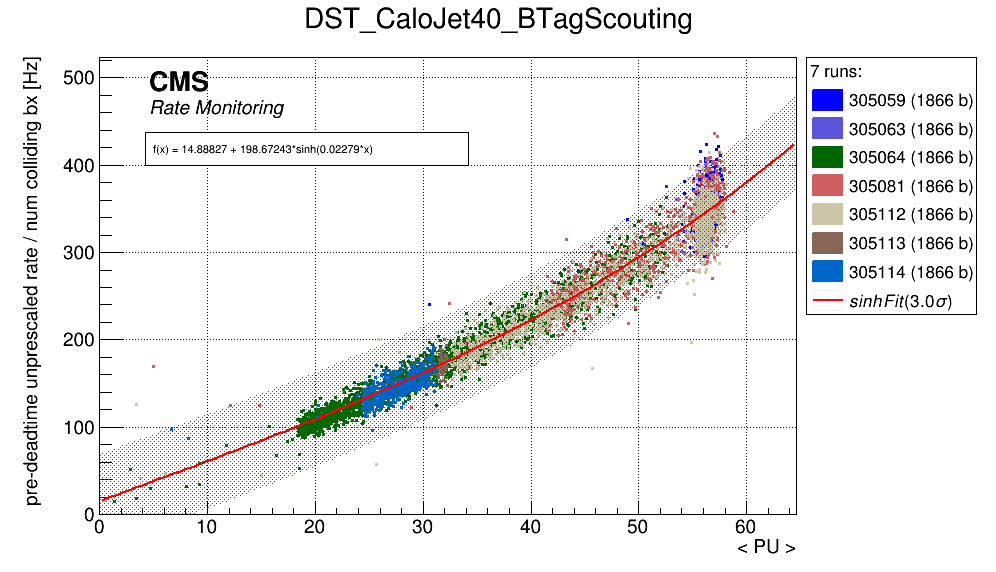 DST_CaloJet40_BTagScouting
pre-deadtime unprescaled rate / num colliding bx [Hz]
CMS
Rate Monitoring
f(x) = 14.88827 + 198.67243*sinh(0.02279*x)
500
400
300
200
100
0
0 10 20 30 40 50 60
< PU >
7 runs:
305059 (1866 b)
305063 (1866 b)
305064 (1866 b)
305081 (1866 b)
305112 (1866 b)
305113 (1866 b)
305114 (1866 b)
sinhFit(3.0σ)